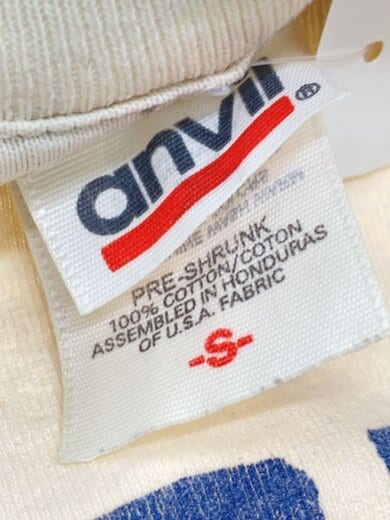 anvil®
PRE-SHRUNK
100% COTTON/COTON
ASSEMBLED IN HONDURAS
OF U.S.A. FABRIC
-S-